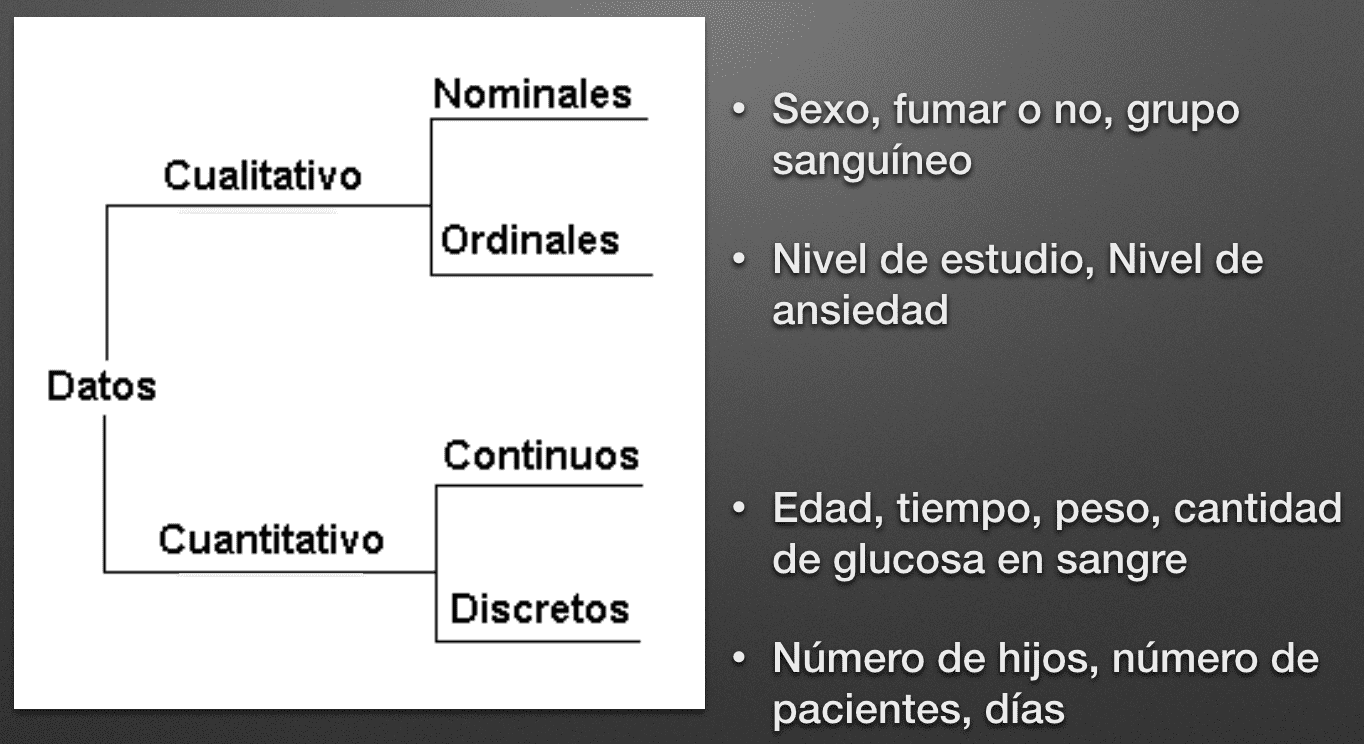 Nominales
Cualitativo
Ordinales
Datos
Continuos
Cuantitativo
Discretos
• Sexo, fumar o no, grupo
sanguíneo
• Nivel de estudio, Nivel de
ansiedad
• Edad, tiempo, peso, cantidad
de glucosa en sangre
• Número de hijos, número de
pacientes, días